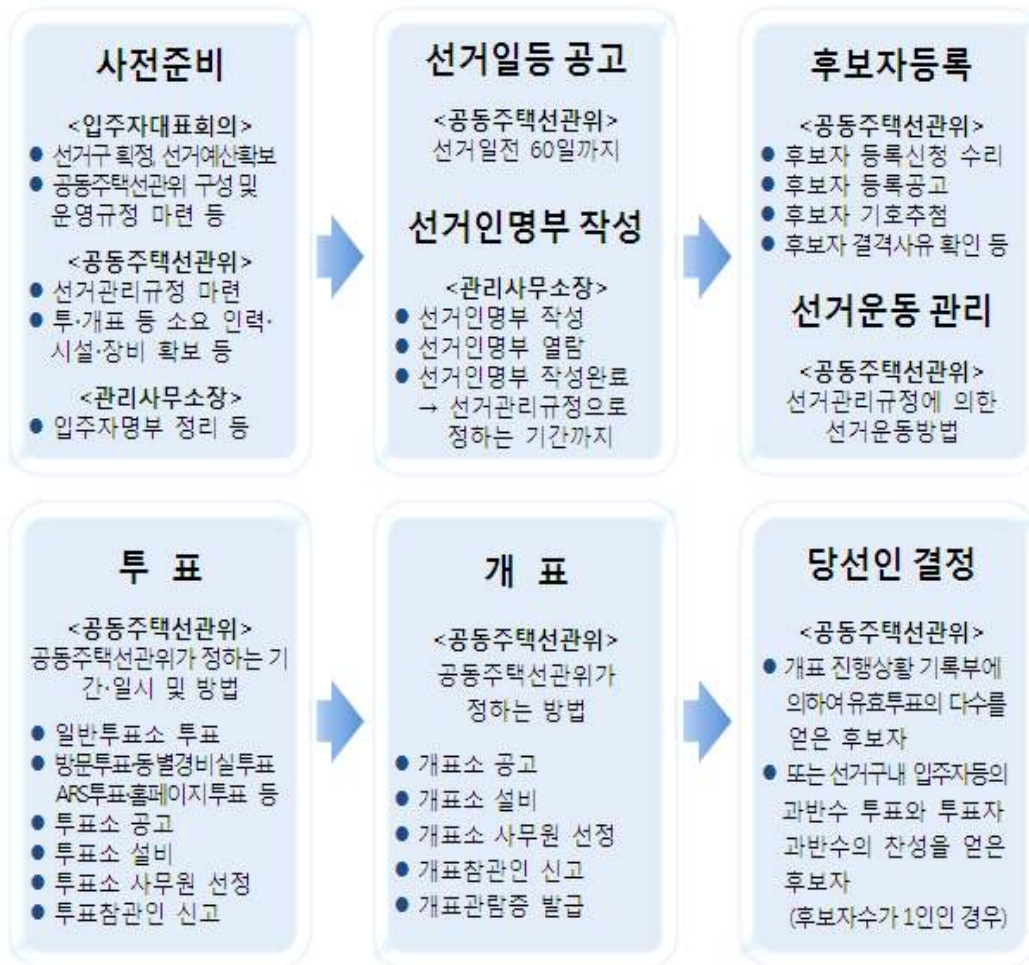 사전준비
<입주자대표회의>
● 선거구 획정, 선거예산확보
● 공동주택선관위 구성 및
운영규정 마련 등
<공동주택선관위>
● 선거관리규정 마련
● 투·개표 등 소요 인력·
시설·장비 확보 등
<관리사무소장>
● 입주자명부 정리 등
선거일등 공고
<공동주택선관위>
선거일전 60일까지
선거인명부 작성
<관리사무소장>
● 선거인명부 작성
● 선거인명부 열람
● 선거인명부 작성완료
→ 선거관리규정으로
정하는 기간까지
후보자등록
<공동주택선관위>
● 후보자 등록신청 수리
● 후보자 등록공고
● 후보자 기호추첨
● 후보자 결격사유 확인 등
선거운동 관리
<공동주택선관위>
선거관리규정에 의한
선거운동방법
투 표
<공동주택선관위>
공동주택선관위가 정하는 기
간·일시 및 방법
● 일반투표소 투표
● 방문투표·동별경비실투표
ARS투표·홈페이지투표 등
● 투표소 공고
● 투표소 설비
● 투표소 사무원 선정
● 투표참관인 신고
개 표
<공동주택선관위>
공동주택선관위가
정하는 방법
● 개표소 공고
● 개표소 설비
● 개표소 사무원 선정
● 개표참관인 신고
● 개표관람증 발급
당선인 결정
<공동주택선관위>
● 개표 진행상황 기록부에
의하여 유효투표의 다수를
얻은 후보자
● 또는 선거구내 입주자등의
과반수 투표와 투표자
과반수의 찬성을 얻은
후보자
(후보자수가 1인인 경우)